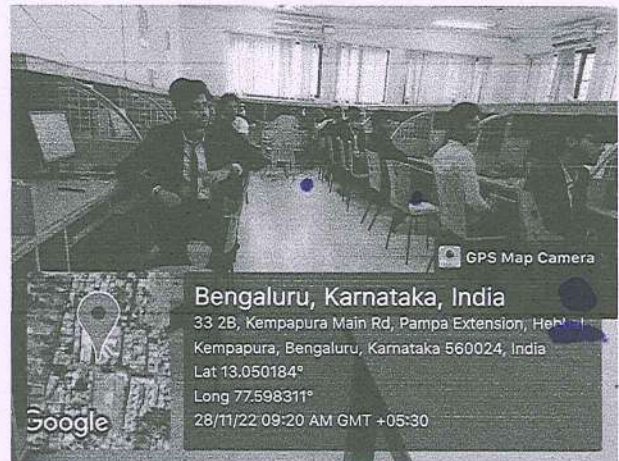 GPS Map Camera
Bengaluru, Karnataka, India
33 2B, Kempapura Main Rd, Pampa Extension,
Kempapura, Bengaluru, Karnataka 560024, India
Lat 13.050184°
Long 77.598311°
28/11/22 09:20 AM GMT +05:30
Google